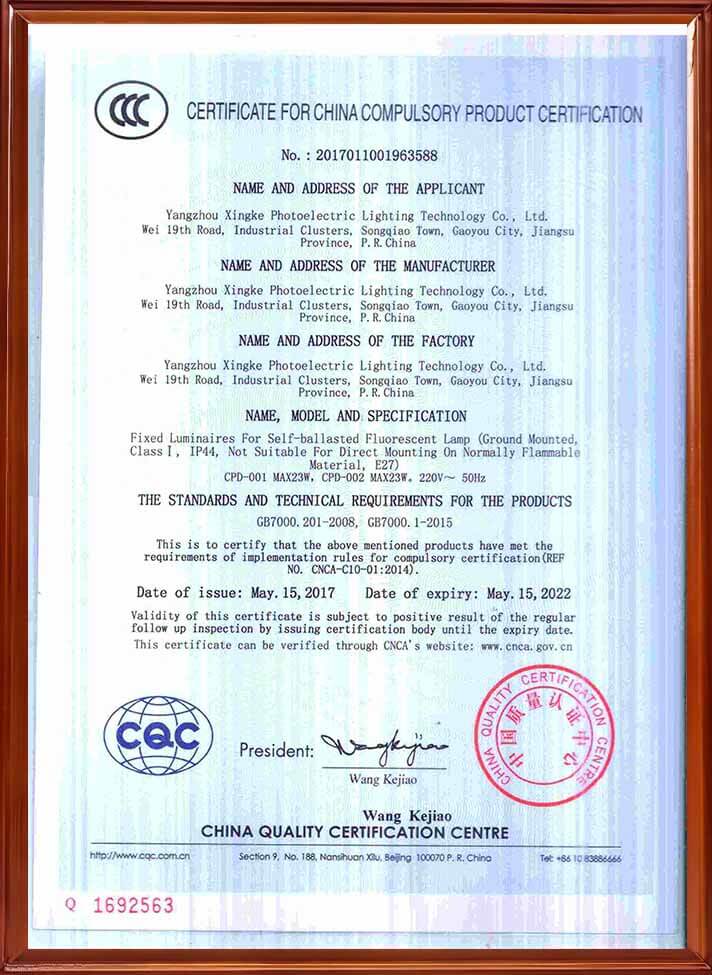 CCC
CERTIFICATE FOR CHINA COMPULSORY PRODUCT CERTIFICATION
No. : 2017011001963588
NAME AND ADDRESS OF THE APPLICANT
Yangzhou Xingke Photoelectric Lighting Technology Co., Ltd.
Wei 19th Road, Industrial Clusters, Songqiao Town, Gaoyou City, Jiangsu
Province, P.R.China
NAME AND ADDRESS OF THE MANUFACTURER
Yangzhou Xingke Photoelectric Lighting Technology Co., Ltd.
Wei 19th Road, Industrial Clusters, Songqiao Town, Gaoyou City, Jiangsu
Province, P.R.China
NAME AND ADDRESS OF THE FACTORY
Yangzhou Xingke Photoelectric Lighting Technology Co., Ltd.
Wei 19th Road, Industrial Clusters, Songqiao Town, Gaoyou City, Jiangsu
Province, P.R.China
NAME, MODEL AND SPECIFICATION
Fixed Luminaires For Self-ballasted Fluorescent Lamp (Ground Mounted,
Class Ⅰ, IP44, Not Suitable For Direct Mounting On Normally Flammable
Material, E27)
CPD-001 MAX23W, CPD-002 MAX23W。220V～ 50Hz
THE STANDARDS AND TECHNICAL REQUIREMENTS FOR THE PRODUCTS
GB7000.201-2008, GB7000.1-2015
This is to certify that the above mentioned products have met the
requirements of implementation rules for compulsory certification(REF
NO. CNCA-C10-01:2014).
Date of issue: May.15,2017 Date of expiry: May.15,2022
Validity of this certificate is subject to positive result of the regular
follow up inspection by issuing certification body until the expiry date.
This certificate can be verified through CNCA's website: www.cnca.gov.cn
CQC
President: Wang Kejiao
Wang Kejiao
CHINA QUALITY CERTIFICATION CENTRE
中国质量认证中心
Wang Kejiao
CHINA QUALITY CERTIFICATION CENTRE
http://www.cqc.com.cn Section 9, No. 188, Nansihuan Xilu, Beijing 100070 P. R. China Tel: +86 10 83886666
Q 1692563